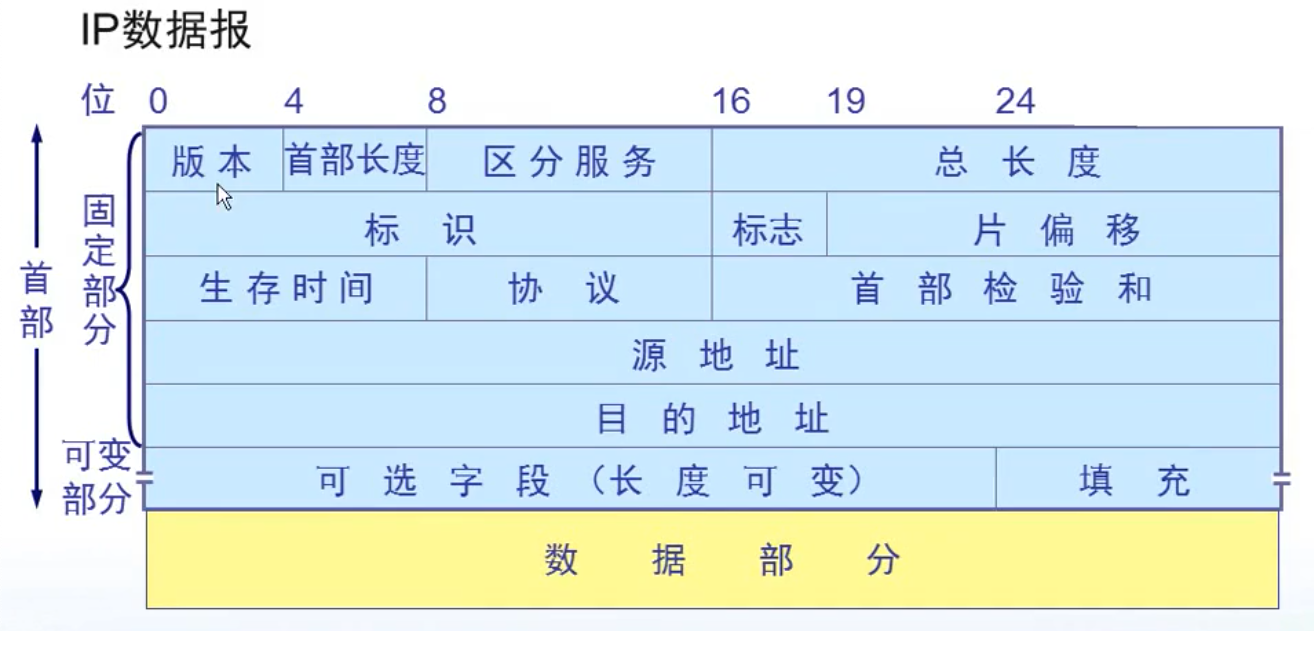 IP数据报
位 0 4 8 16 19 24
版本 首部长度 区分服务 总长度
标识 标志 片偏移
生存时间 协议 首部检验和
源地址
目的地址
可选字段（长度可变） 填充
数据部分
首部
固定部分
可变部分